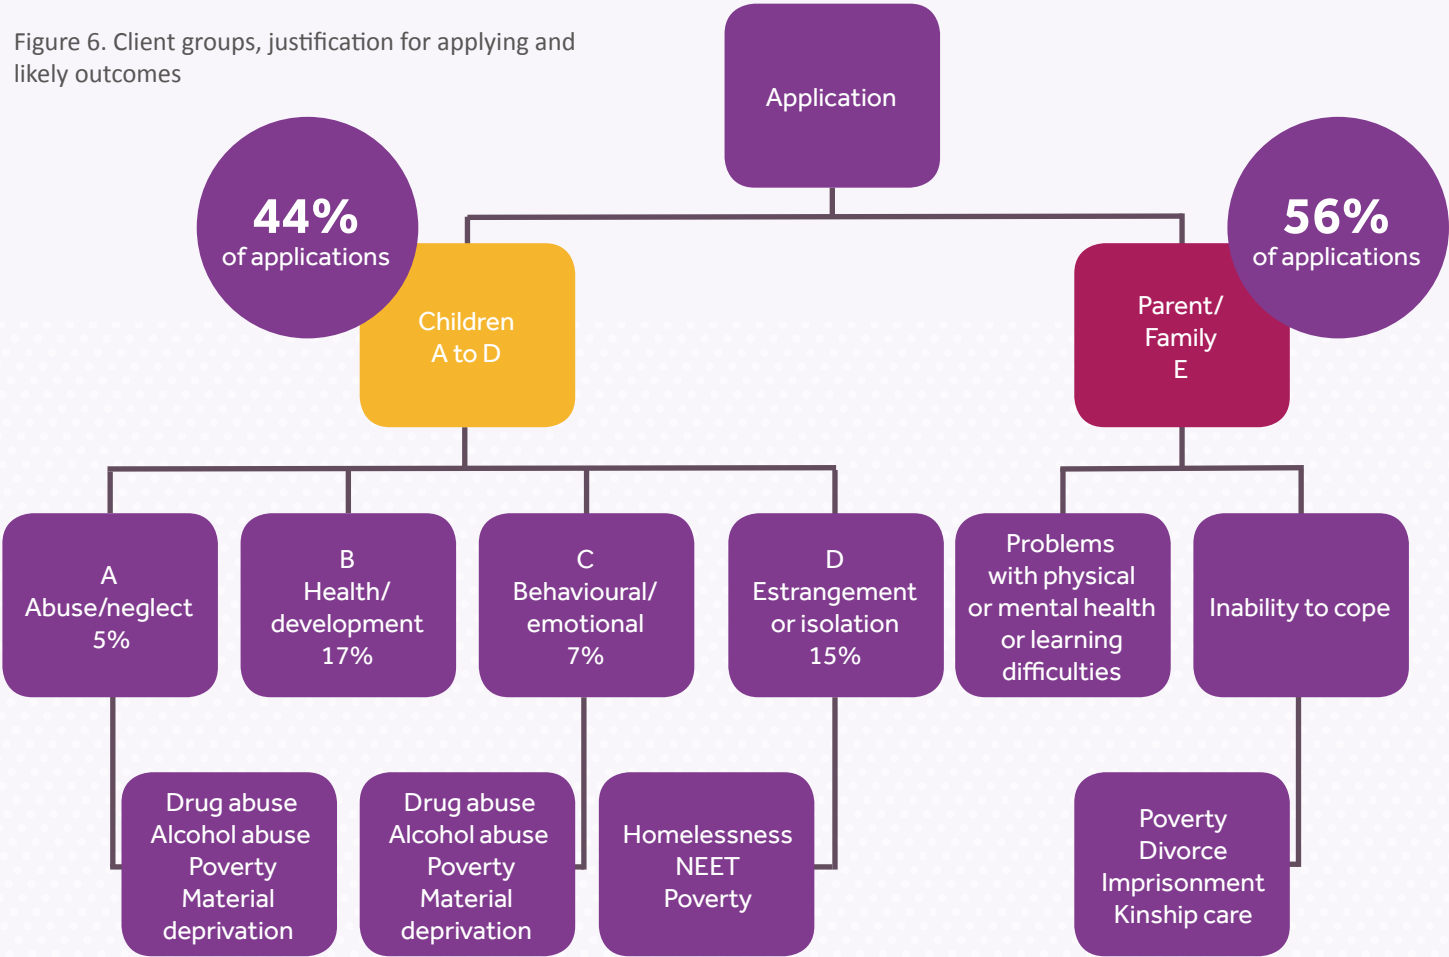 Figure 6. Client groups, justification for applying and
likely outcomes
Application
44%
of applications
56%
of applications
Children
A to D
Parent/
Family
E
A
Abuse/neglect
5%
B
Health/
development
17%
C
Behavioural/
emotional
7%
D
Estrangement
or isolation
15%
Problems
with physical
or mental health
or learning
difficulties
Inability to cope
Drug abuse
Alcohol abuse
Poverty
Material
deprivation
Drug abuse
Alcohol abuse
Poverty
Material
deprivation
Homelessness
NEET
Poverty
Poverty
Divorce
Imprisonment
Kinship care